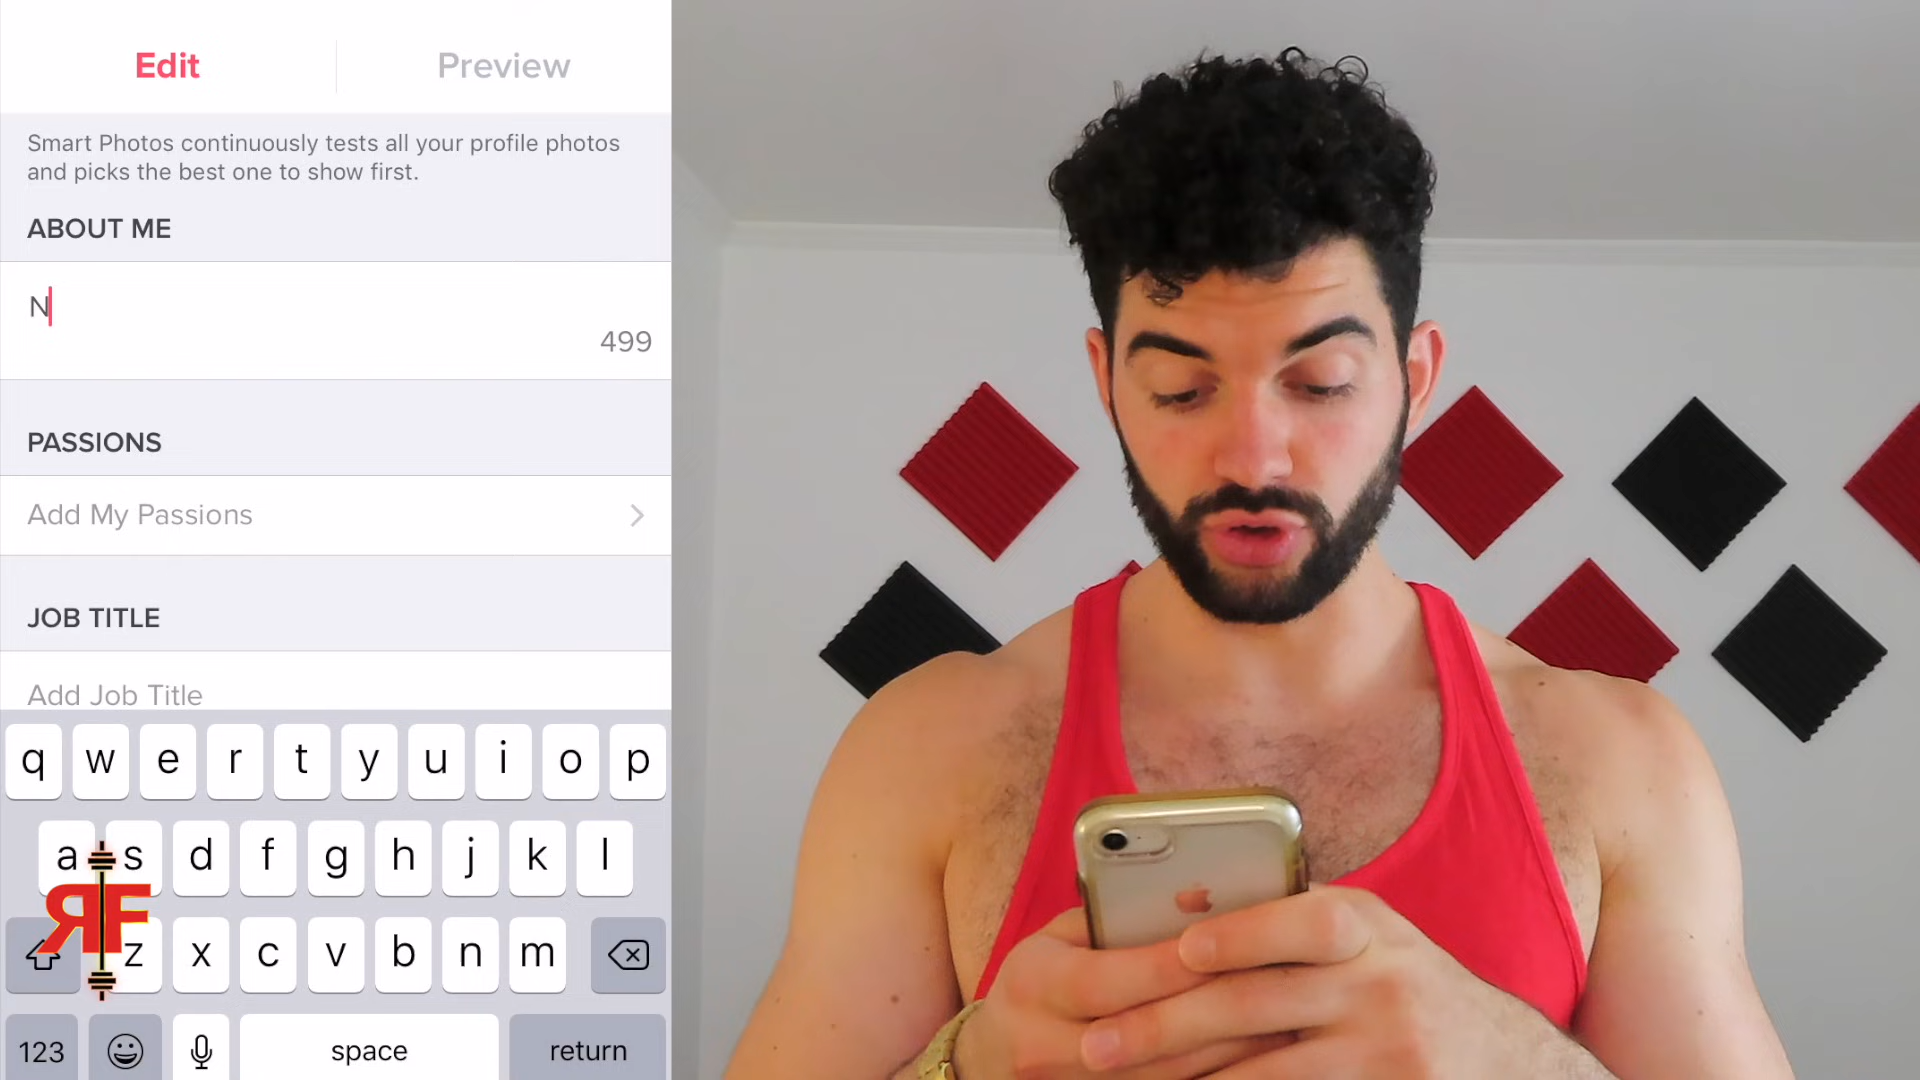 Edit
Preview
Smart Photos continuously tests all your profile photos
and picks the best one to show first.
ABOUT ME
N
499
PASSIONS
Add My Passions
JOB TITLE
Add Job Title
q w e r t y u i o p
a s d f g h j k l
RF
z x c v b n m
123
space
return